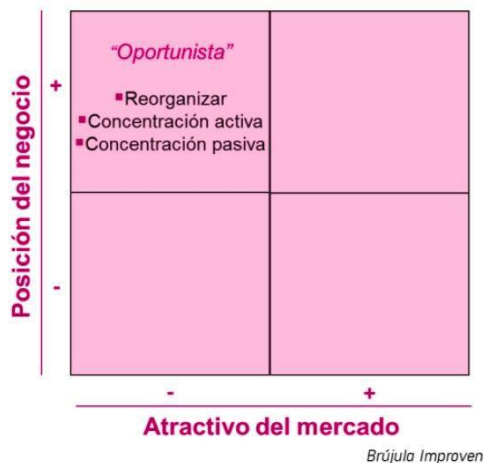 “Oportunista”
▪Reorganizar
▪Concentración activa
▪Concentración pasiva
Posición del negocio
+
-
-
+
Atractivo del mercado
Brújula Improven